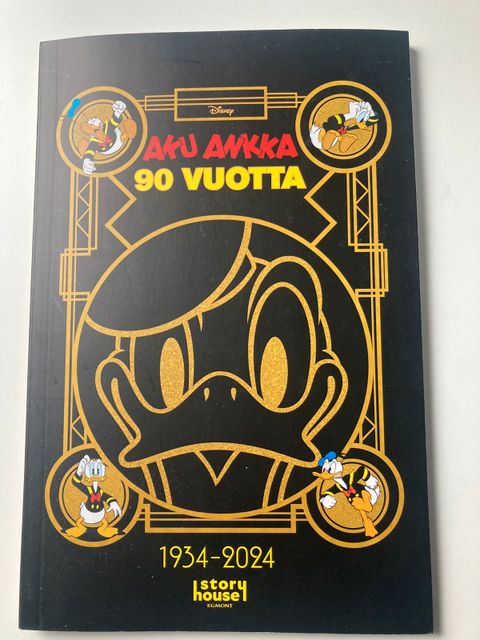 Disney
AKU ANKKA
90 VUOTTA
1934-2024
story
house
EGMONT